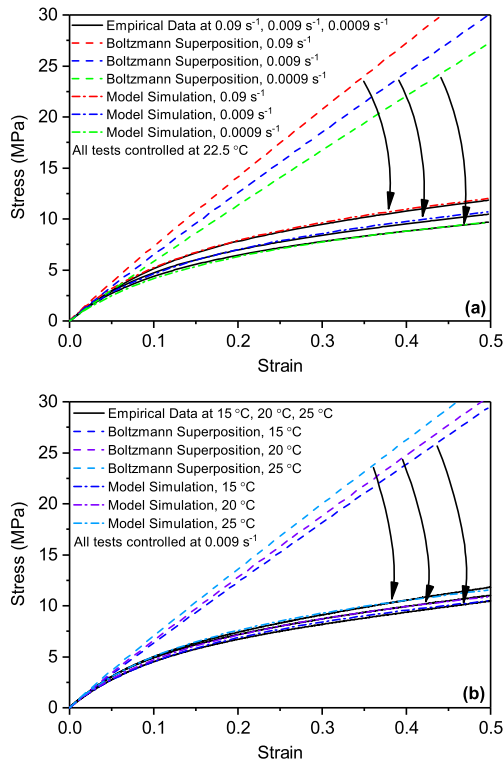 30
25
20
15
10
5
0
Stress (MPa)
Empirical Data at 0.09 s⁻¹, 0.009 s⁻¹, 0.0009 s⁻¹
Boltzmann Superposition, 0.09 s⁻¹
Boltzmann Superposition, 0.009 s⁻¹
Boltzmann Superposition, 0.0009 s⁻¹
Model Simulation, 0.09 s⁻¹
Model Simulation, 0.009 s⁻¹
Model Simulation, 0.0009 s⁻¹
All tests controlled at 22.5 °C
(a)
0.0 0.1 0.2 0.3 0.4 0.5
Strain
30
25
20
15
10
5
0
Stress (MPa)
Empirical Data at 15 °C, 20 °C, 25 °C
Boltzmann Superposition, 15 °C
Boltzmann Superposition, 20 °C
Boltzmann Superposition, 25 °C
Model Simulation, 15 °C
Model Simulation, 20 °C
Model Simulation, 25 °C
All tests controlled at 0.009 s⁻¹
(b)
0.0 0.1 0.2 0.3 0.4 0.5
Strain